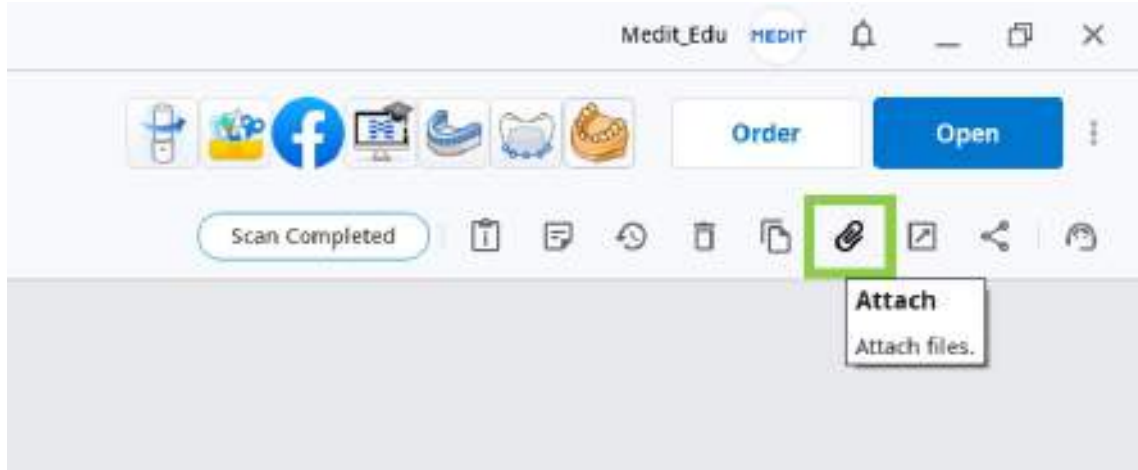 Medit_Edu MEDIT
Order Open
Scan Completed
Attach
Attach files.